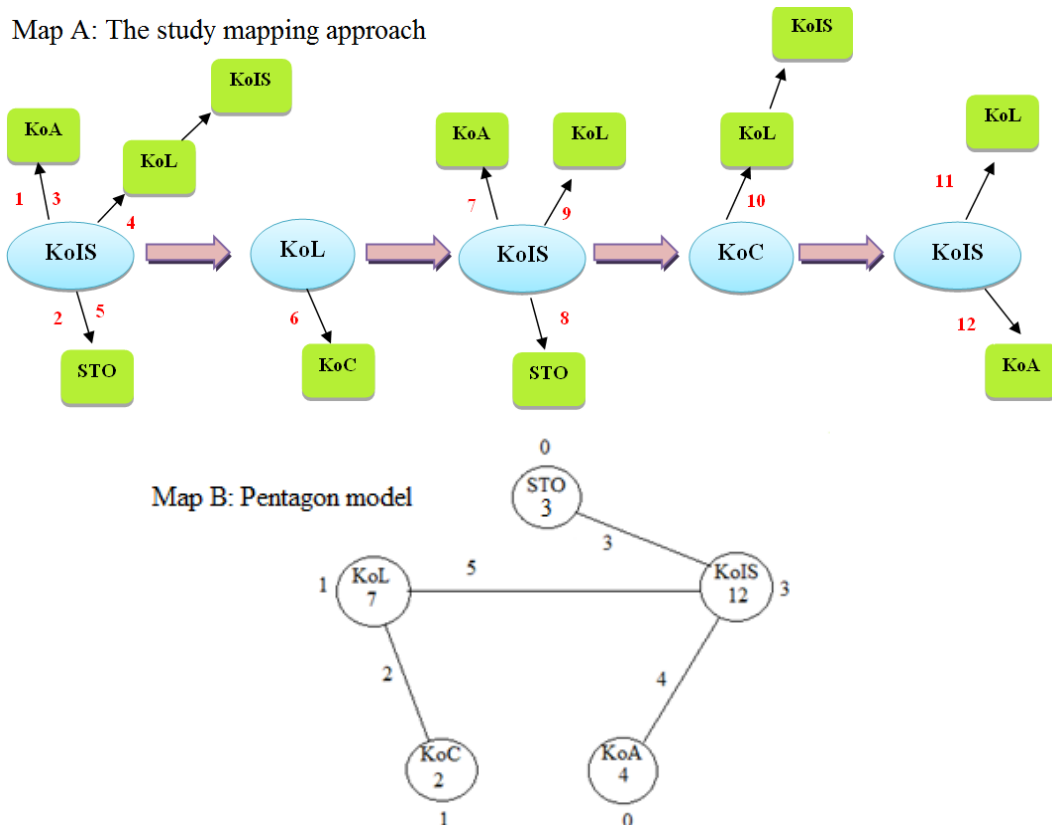 Map A: The study mapping approach
KoIS
KoIS
KoA
KoL
KoA
KoL
KoL
KoL
1
3
4
7
9
10
11
KoIS
KoL
KoIS
KoC
KoIS
2
5
6
8
12
STO
KoC
STO
KoA
0
Map B: Pentagon model
STO
3
3
1
KoL
7
5
KoIS
12
3
2
4
KoC
2
KoA
4
1
0